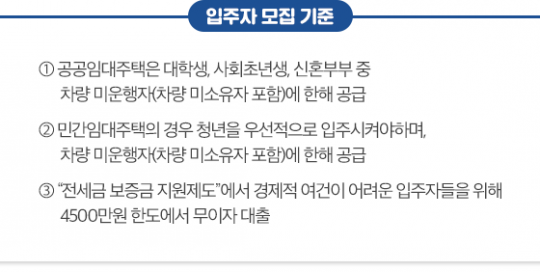 입주자 모집 기준
① 공공임대주택은 대학생, 사회초년생, 신혼부부 중
차량 미운행자(차량 미소유자 포함)에 한해 공급
② 민간임대주택의 경우 청년을 우선적으로 입주시켜야하며,
차량 미운행자(차량 미소유자 포함)에 한해 공급
③ “전세금 보증금 지원제도”에서 경제적 여건이 어려운 입주자들을 위해
4500만원 한도에서 무이자 대출